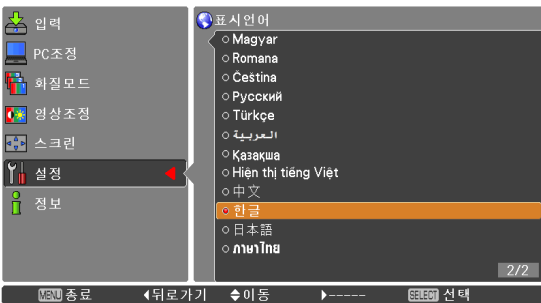 입력
PC조정
화질모드
영상조정
스크린
설정
정보
표시언어
Magyar
Romana
Čeština
Русский
Türkçe
العربية
Қазақша
Hiện thị tiếng Việt
中文
한글
日本語
ภาษาไทย
2/2
MENU 종료 뒤로가기 이동 ----- SELECT 선택